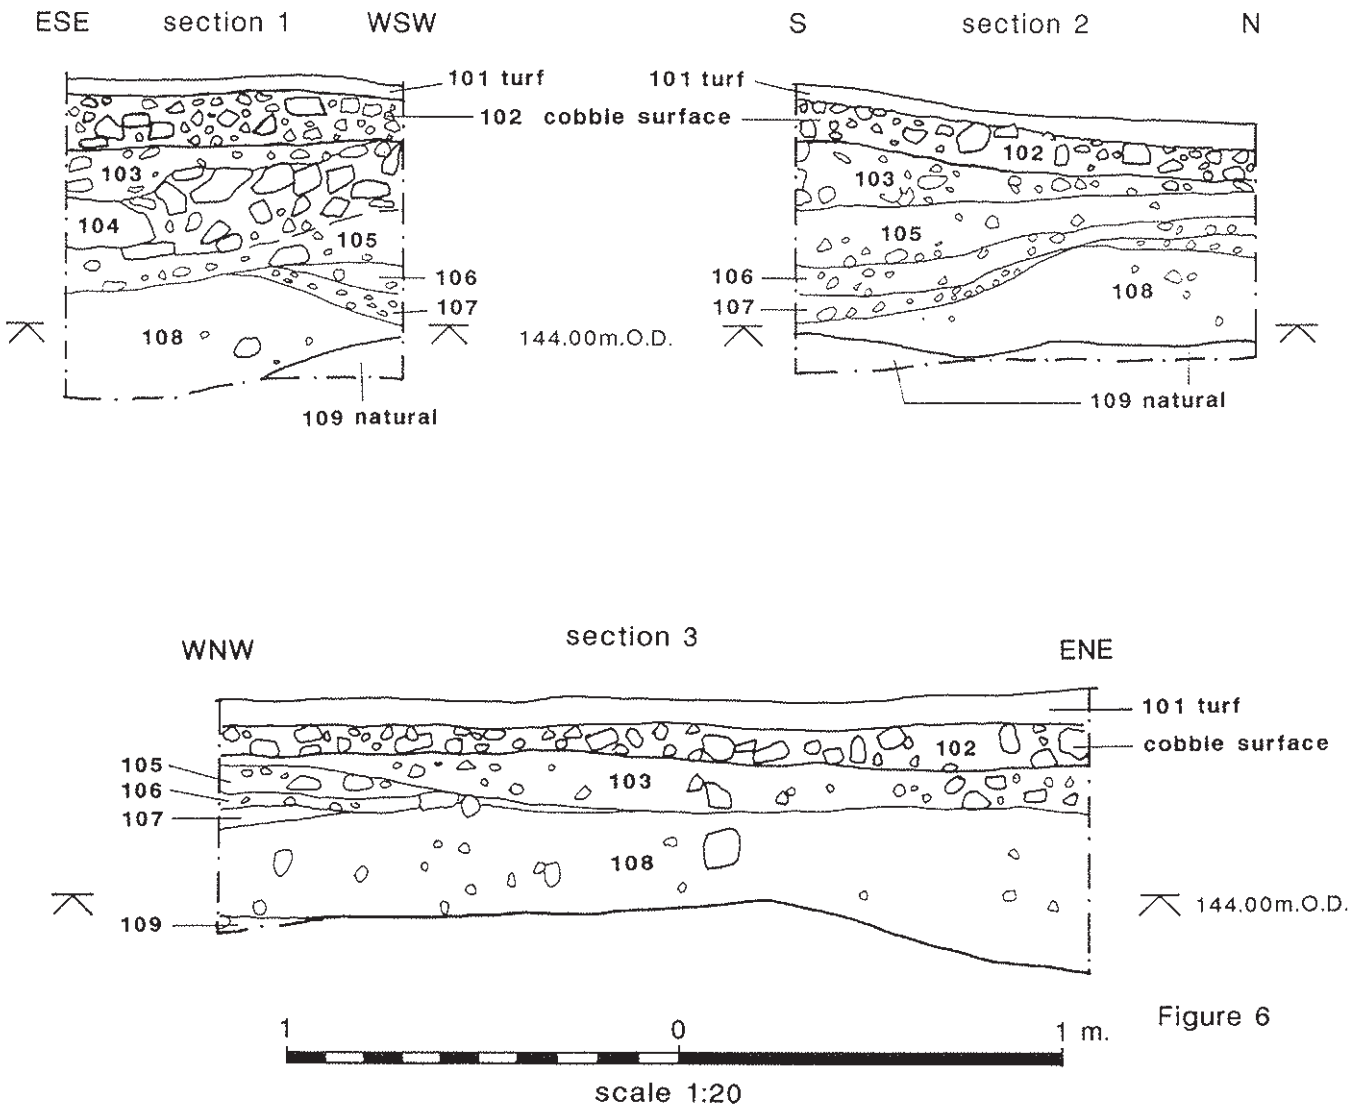 ESE section 1 WSW
S section 2 N
101 turf
101 turf
102 cobble surface
102
103
103
104
105
105
106
106
107
107
108
108
144.00m.O.D.
109 natural
109 natural
section 3
WNW ENE
101 turf
102
cobble surface
105
103
106
107
108
109
144.00m.O.D.
Figure 6
1 0 1 m.
scale 1:20